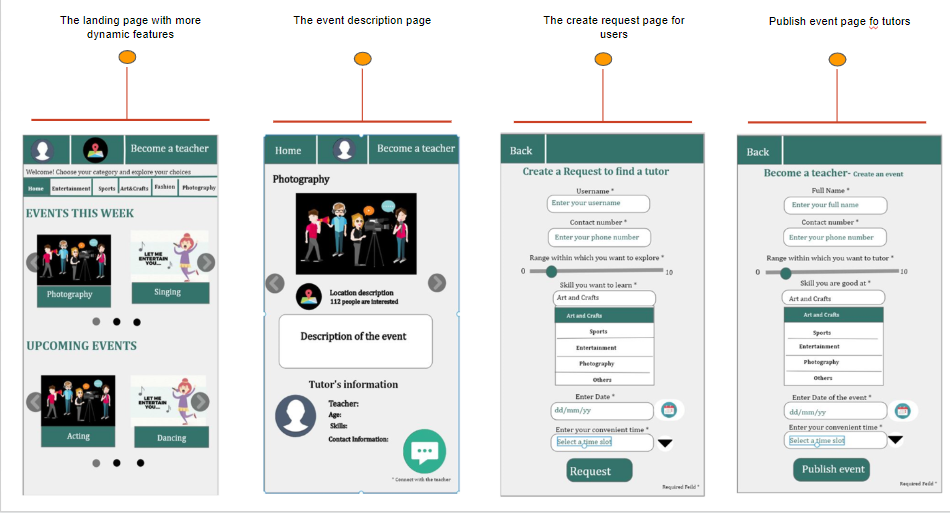 The landing page with more
dynamic features
Become a teacher
Welcome! Choose your category and explore your choices
Home Entertainment Sports Art&Crafts Fashion Photography
EVENTS THIS WEEK
LET ME
ENTERTAIN
YOU...
Photography
Singing
UPCOMING EVENTS
LET ME
ENTERTAIN
YOU...
Acting
Dancing
The event description page
Home
Become a teacher
Photography
Location description
112 people are interested
Description of the event
Tutor's information
Teacher:
Age:
Skills:
Contact Information:
* Connect with the teacher
The create request page for
users
Back
Create a Request to find a tutor
Username *
Enter your username
Contact number *
Enter your phone number
Range within which you want to explore *
0 10
Skill you want to learn *
Art and Crafts
Art and Crafts
Sports
Entertainment
Photography
Others
Enter Date *
dd/mm/yy
Enter your convenient time *
Select a time slot
Request
Required Feild *
Publish event page fo tutors
Back
Become a teacher- Create an event
Full Name *
Enter your full name
Contact number *
Enter your phone number
Range within which you want to tutor *
0 10
Skill you are good at *
Art and Crafts
Art and Crafts
Sports
Entertainment
Photography
Others
Enter Date of the event *
dd/mm/yy
Enter your convenient time *
Select a time slot
Publish event
Required Feild *